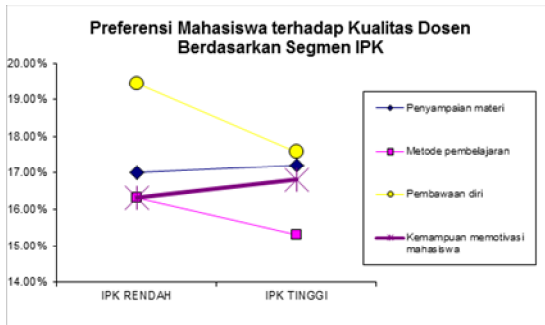 Preferensi Mahasiswa terhadap Kualitas Dosen
Berdasarkan Segmen IPK
20.00%
19.00%
18.00%
17.00%
16.00%
15.00%
14.00%
IPK RENDAH
IPK TINGGI
Penyampaian materi
Metode pembelajaran
Pembawaan diri
Kemampuan memotivasi
mahasiswa